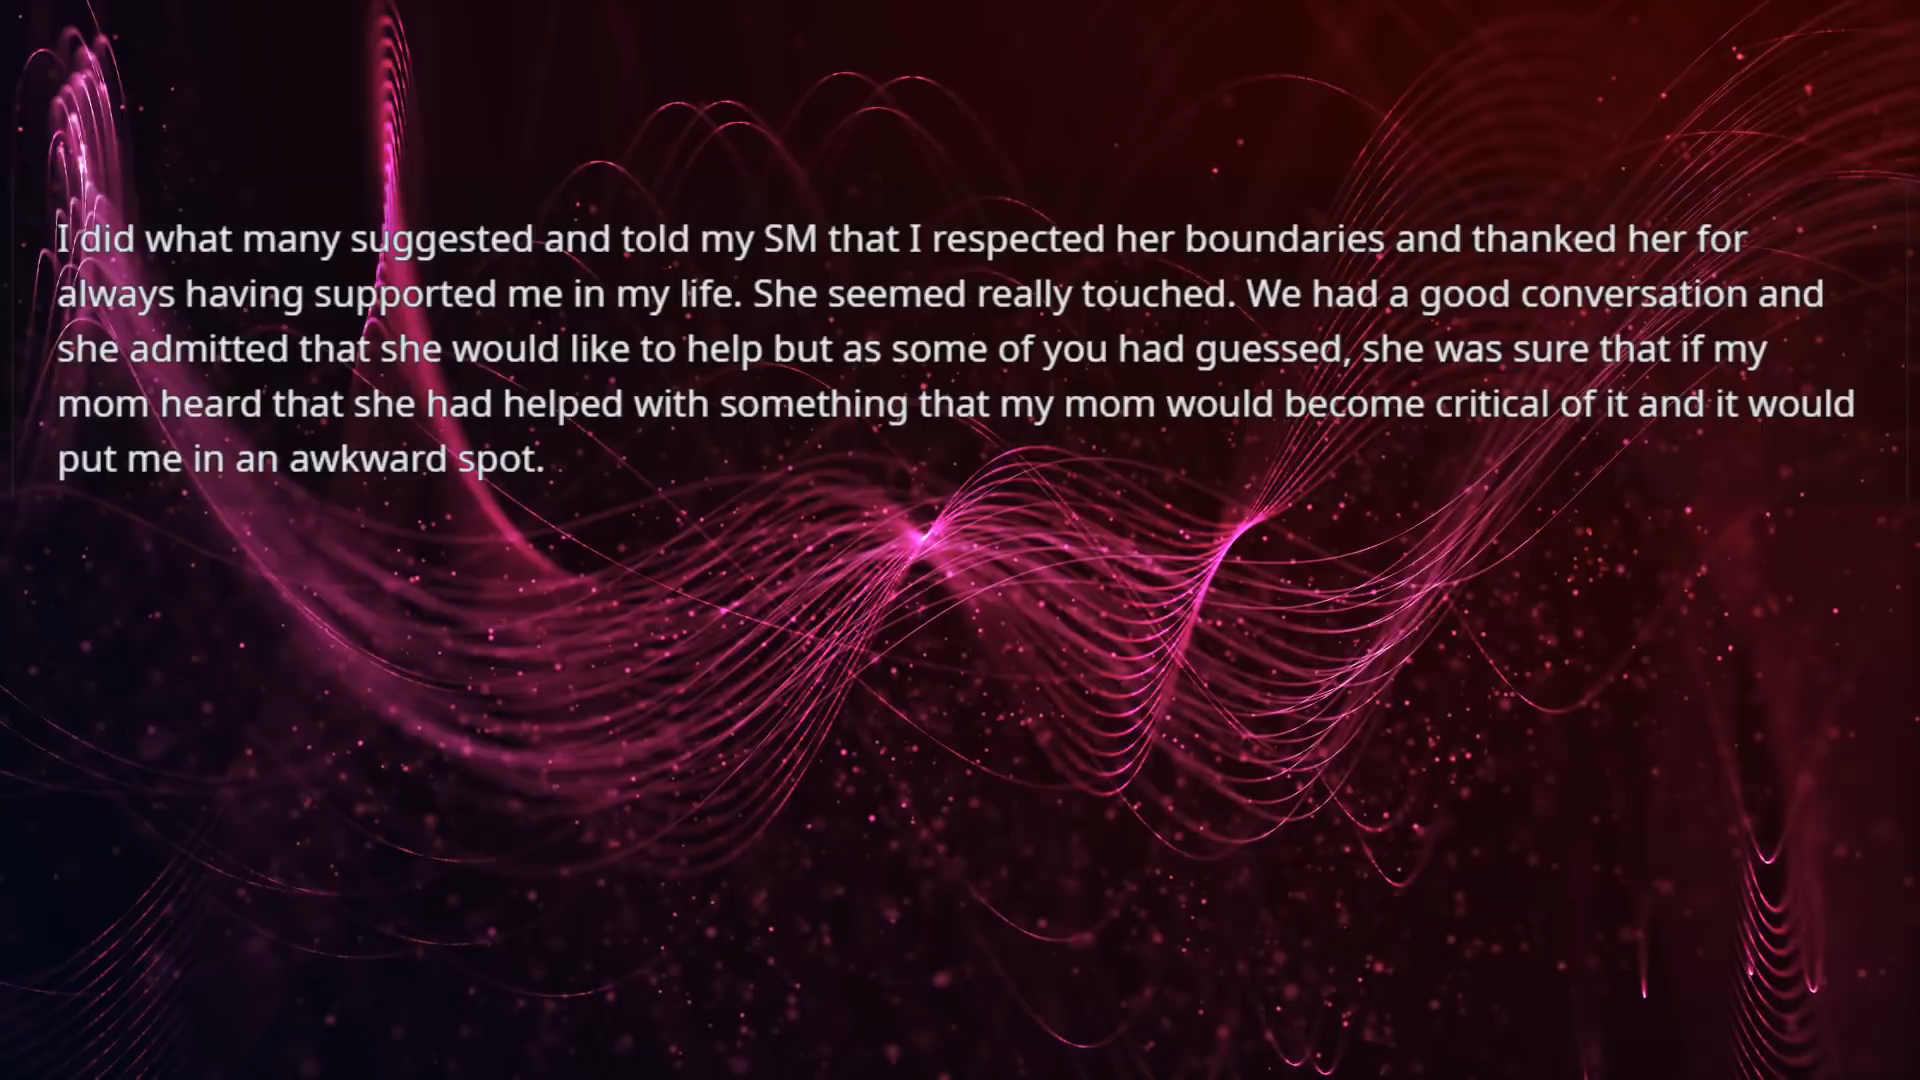 I did what many suggested and told my SM that I respected her boundaries and thanked her for
always having supported me in my life. She seemed really touched. We had a good conversation and
she admitted that she would like to help but as some of you had guessed, she was sure that if my
mom heard that she had helped with something that my mom would become critical of it and it would
put me in an awkward spot.